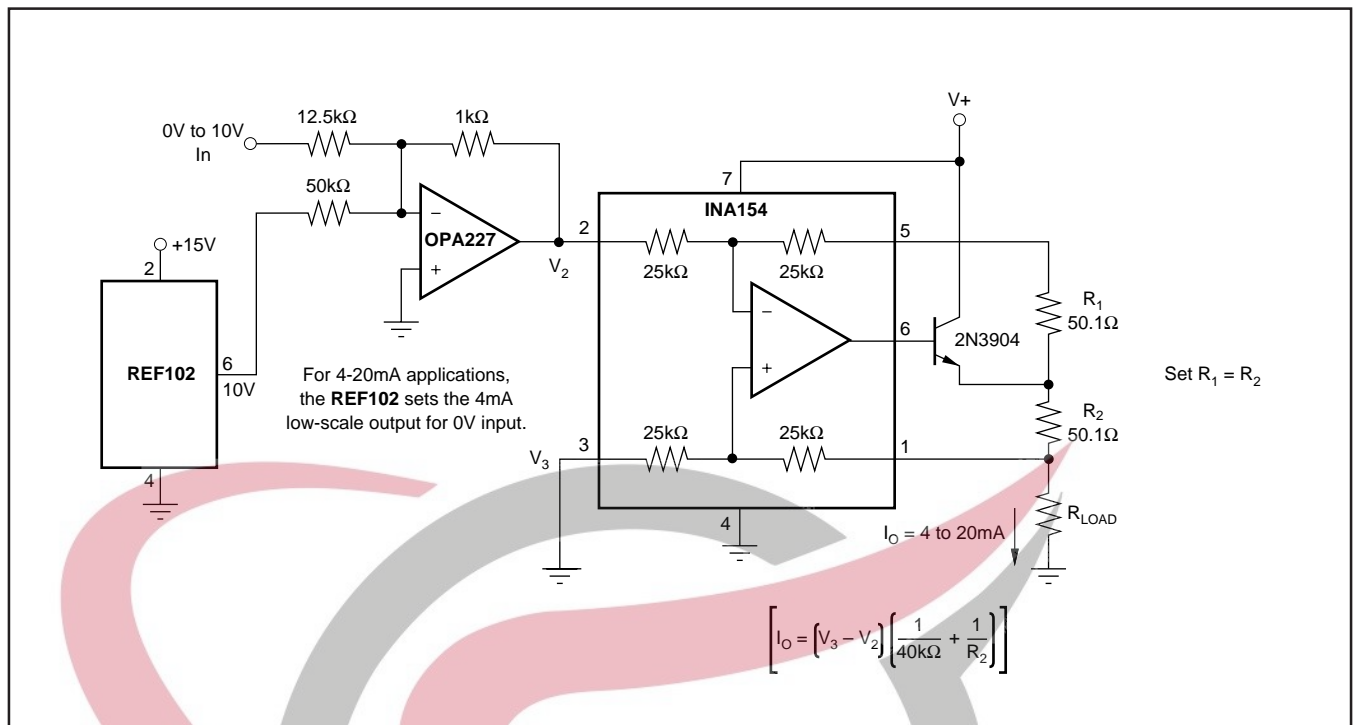 V+
12.5kΩ
1kΩ
0V to 10V
In
50kΩ
–
+
OPA227
V2
+15V
2
REF102
6
10V
4
For 4-20mA applications,
the REF102 sets the 4mA
low-scale output for 0V input.
7
INA154
2
25kΩ
25kΩ
5
–
+
6
2N3904
R1
50.1Ω
Set R1 = R2
R2
50.1Ω
V3
3
25kΩ
25kΩ
1
4
RLOAD
IO = 4 to 20mA
[IO = (V3 – V2) (1/40kΩ + 1/R2)]